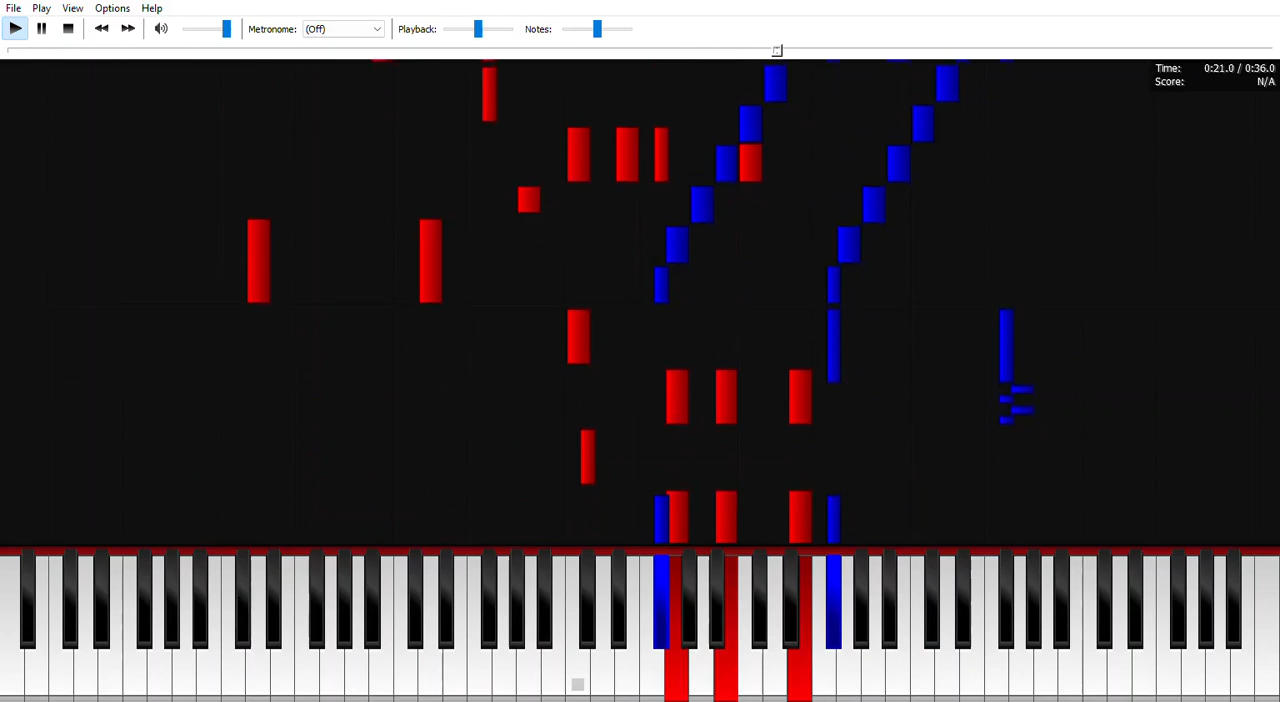 File Play View Options Help
Metronome: (Off) Playback: Notes:
Time: 0:21.0 / 0:36.0
Score: N/A